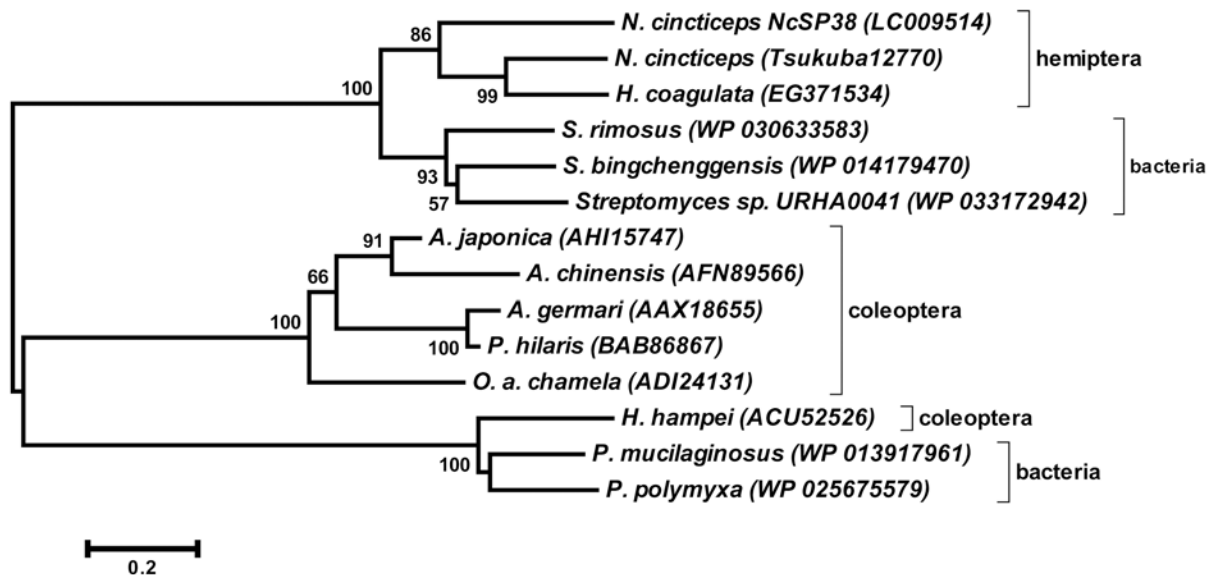 N. cincticeps NcSP38 (LC009514)
86
N. cincticeps (Tsukuba12770)
hemiptera
100
99
H. coagulata (EG371534)
S. rimosus (WP 030633583)
S. bingchenggensis (WP 014179470)
bacteria
93
57
Streptomyces sp. URHA0041 (WP 033172942)
91
A. japonica (AHI15747)
66
A. chinensis (AFN89566)
A. germari (AAX18655)
coleoptera
100
100
P. hilaris (BAB86867)
O. a. chamela (ADI24131)
H. hampei (ACU52526)
coleoptera
P. mucilaginosus (WP 013917961)
100
bacteria
P. polymyxa (WP 025675579)
0.2